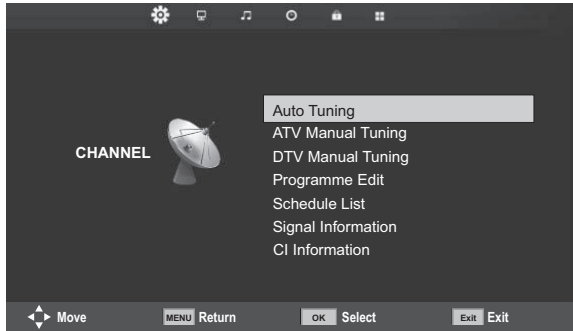 Auto Tuning
ATV Manual Tuning
DTV Manual Tuning
CHANNEL
Programme Edit
Schedule List
Signal Information
CI Information
Move MENU Return OK Select Exit Exit